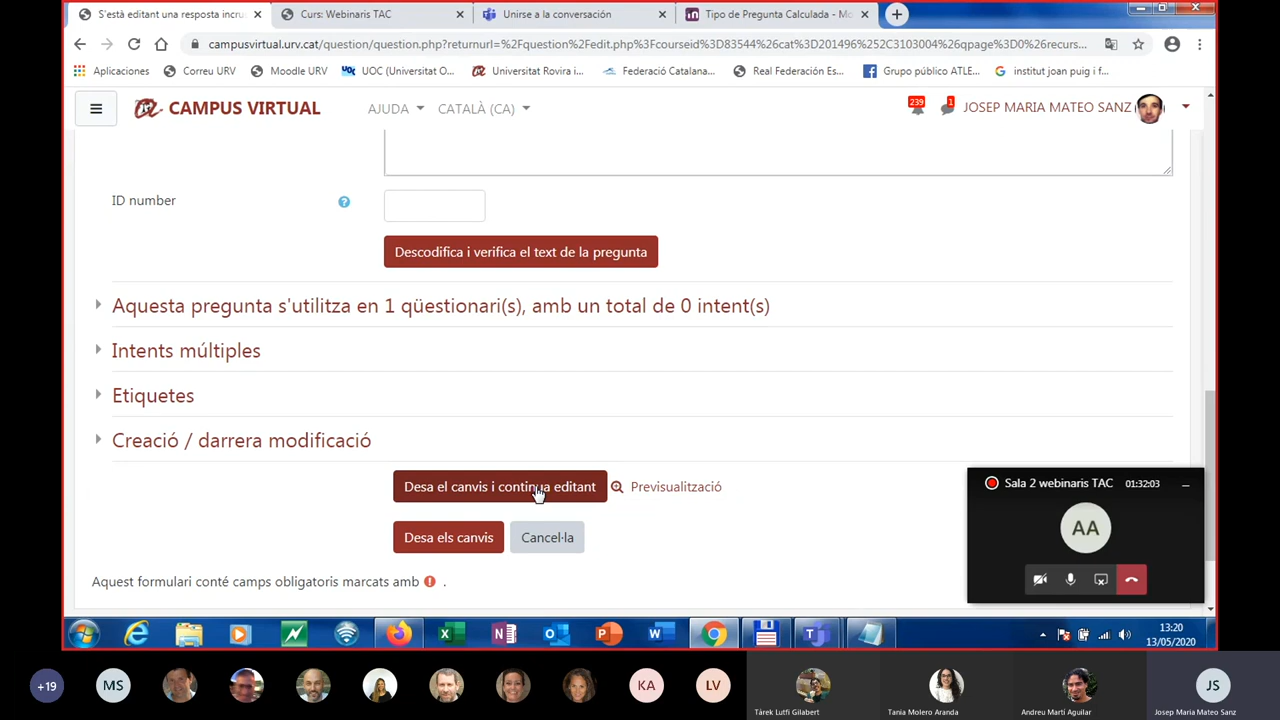 S'està editant una resposta incru
Curs: Webinaris TAC
Unirse a la conversación
Tipo de Pregunta Calculada - Mo
campusvirtual.urv.cat/question/question.php?returnurl=%2Fquestion%2Fedit.php%3Fcourseid%3D83544%26cat%3D201496%252C3103004%26qpage%3D0%26recurs...
Aplicaciones
Correu URV
Moodle URV
UOC (Universitat O...
Universitat Rovira i...
Federació Catalana...
Real Federación Es...
Grupo público ATLE...
institut joan puig i f...
CAMPUS VIRTUAL
AJUDA
CATALÀ (CA)
239
1
JOSEP MARIA MATEO SANZ
ID number
Descodifica i verifica el text de la pregunta
Aquesta pregunta s'utilitza en 1 qüestionari(s), amb un total de 0 intent(s)
Intents múltiples
Etiquetes
Creació / darrera modificació
Desa el canvis i continua editant
Previsualització
Desa els canvis
Cancel·la
Aquest formulari conté camps obligatoris marcats amb .
Sala 2 webinaris TAC
01:32:03
AA
13:20
13/05/2020
+19
MS
KA
LV
JS
Tárek Lutfi Gilabert
Tania Molero Aranda
Andreu Martí Aguilar
Josep Maria Mateo Sanz